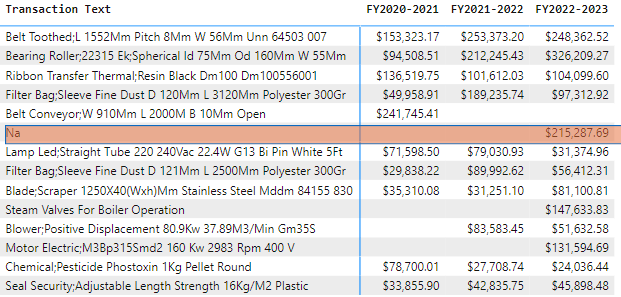 Transaction Text FY2020-2021 FY2021-2022 FY2022-2023
Belt Toothed;L 1552Mm Pitch 8Mm W 56Mm Unn 64503 007 $153,323.17 $253,373.20 $248,362.52
Bearing Roller;22315 Ek;Spherical Id 75Mm Od 160Mm W 55Mm $94,508.51 $212,245.43 $326,209.27
Ribbon Transfer Thermal;Resin Black Dm100 Dm100556001 $136,519.75 $101,612.03 $104,099.60
Filter Bag;Sleeve Fine Dust D 120Mm L 3120Mm Polyester 300Gr $49,958.91 $189,235.74 $97,312.92
Belt Conveyor;W 910Mm L 2000M B 10Mm Open $241,745.41
Na $215,287.69
Lamp Led;Straight Tube 220 240Vac 22.4W G13 Bi Pin White 5Ft $71,598.50 $79,030.93 $31,374.96
Filter Bag;Sleeve Fine Dust D 121Mm L 2500Mm Polyester 300Gr $29,838.22 $89,992.62 $56,412.31
Blade;Scraper 1250X40(Wxh)Mm Stainless Steel Mddm 84155 830 $35,310.08 $31,251.10 $81,100.81
Steam Valves For Boiler Operation $147,633.83
Blower;Positive Displacement 80.9Kw 37.89M3/Min Gm35S $83,583.45 $51,632.58
Motor Electric;M3Bp315Smd2 160 Kw 2983 Rpm 400 V $131,594.69
Chemical;Pesticide Phostoxin 1Kg Pellet Round $78,700.01 $27,708.74 $24,036.44
Seal Security;Adjustable Length Strength 16Kg/M2 Plastic $33,855.90 $42,835.75 $45,898.48